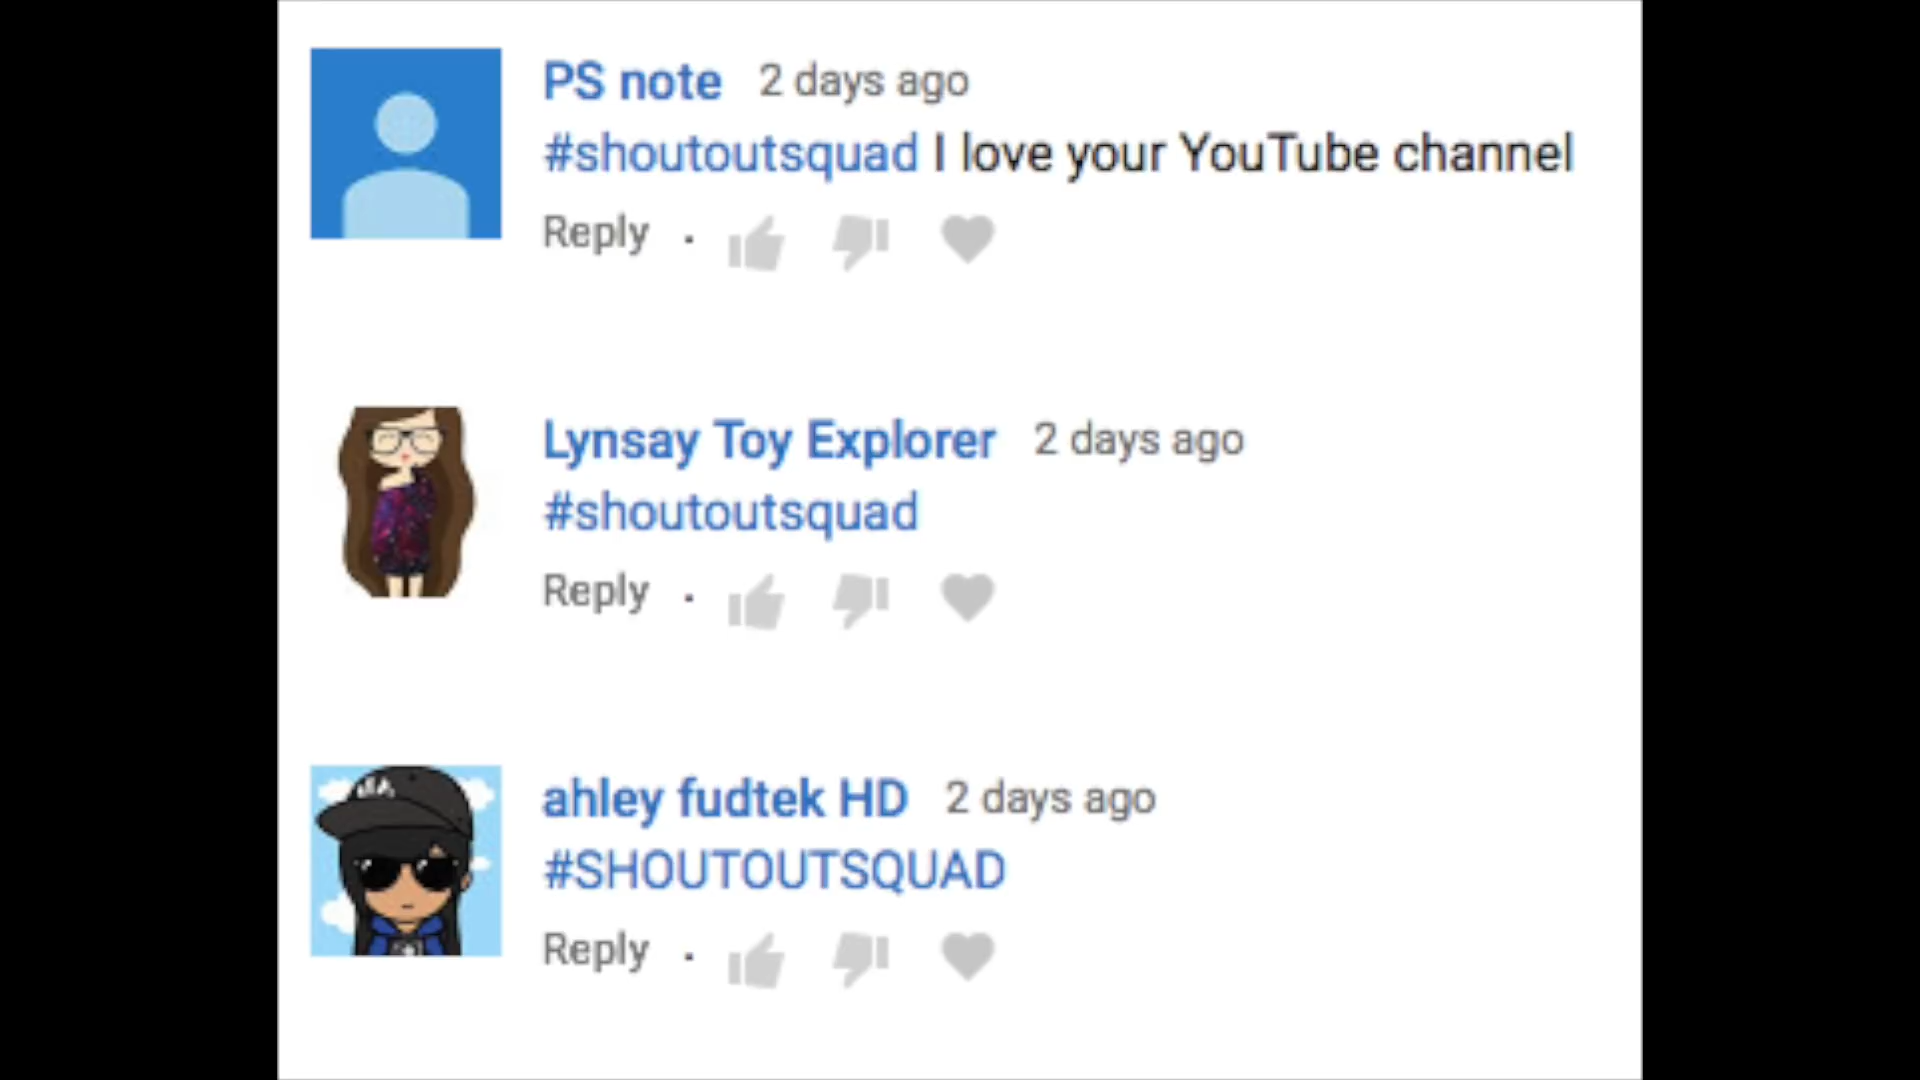 PS note 2 days ago
#shoutoutsquad I love your YouTube channel
Reply .
Lynsay Toy Explorer 2 days ago
#shoutoutsquad
Reply .
ahley fudtek HD 2 days ago
#SHOUTOUTSQUAD
Reply .